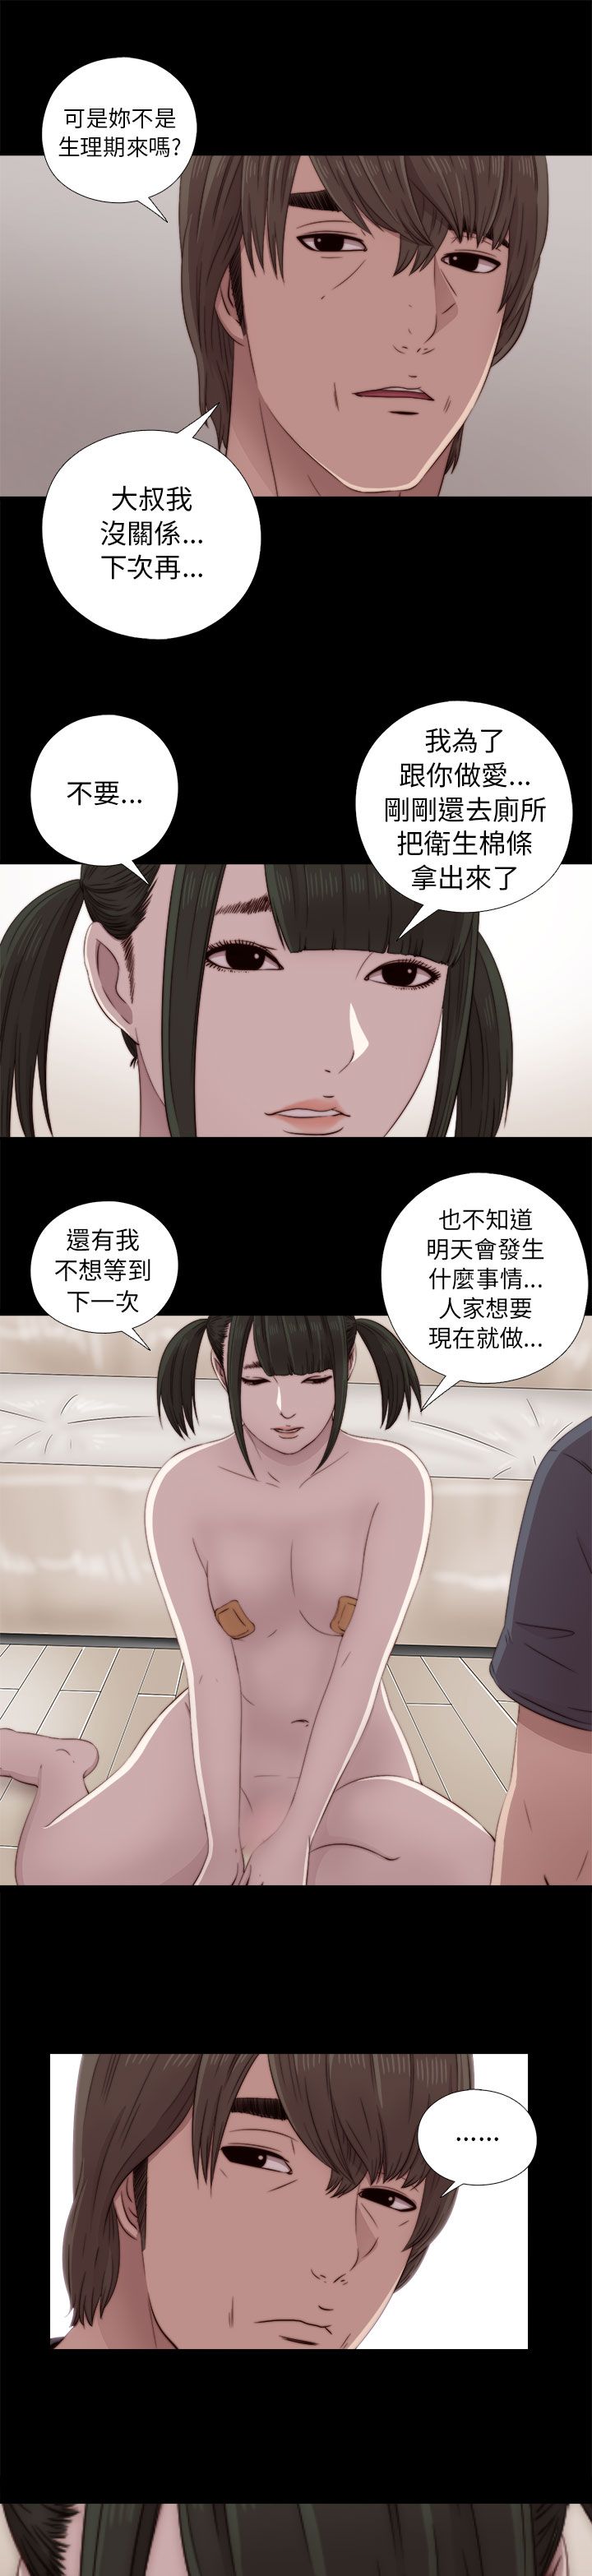 可是妳不是
生理期來嗎?
大叔我
沒關係...
下次再...
不要...
我為了
跟你做愛...
剛剛還去廁所
把衛生棉條
拿出來了
還有我
不想等到
下一次
也不知道
明天會發生
什麼事情...
人家想要
現在就做...
......